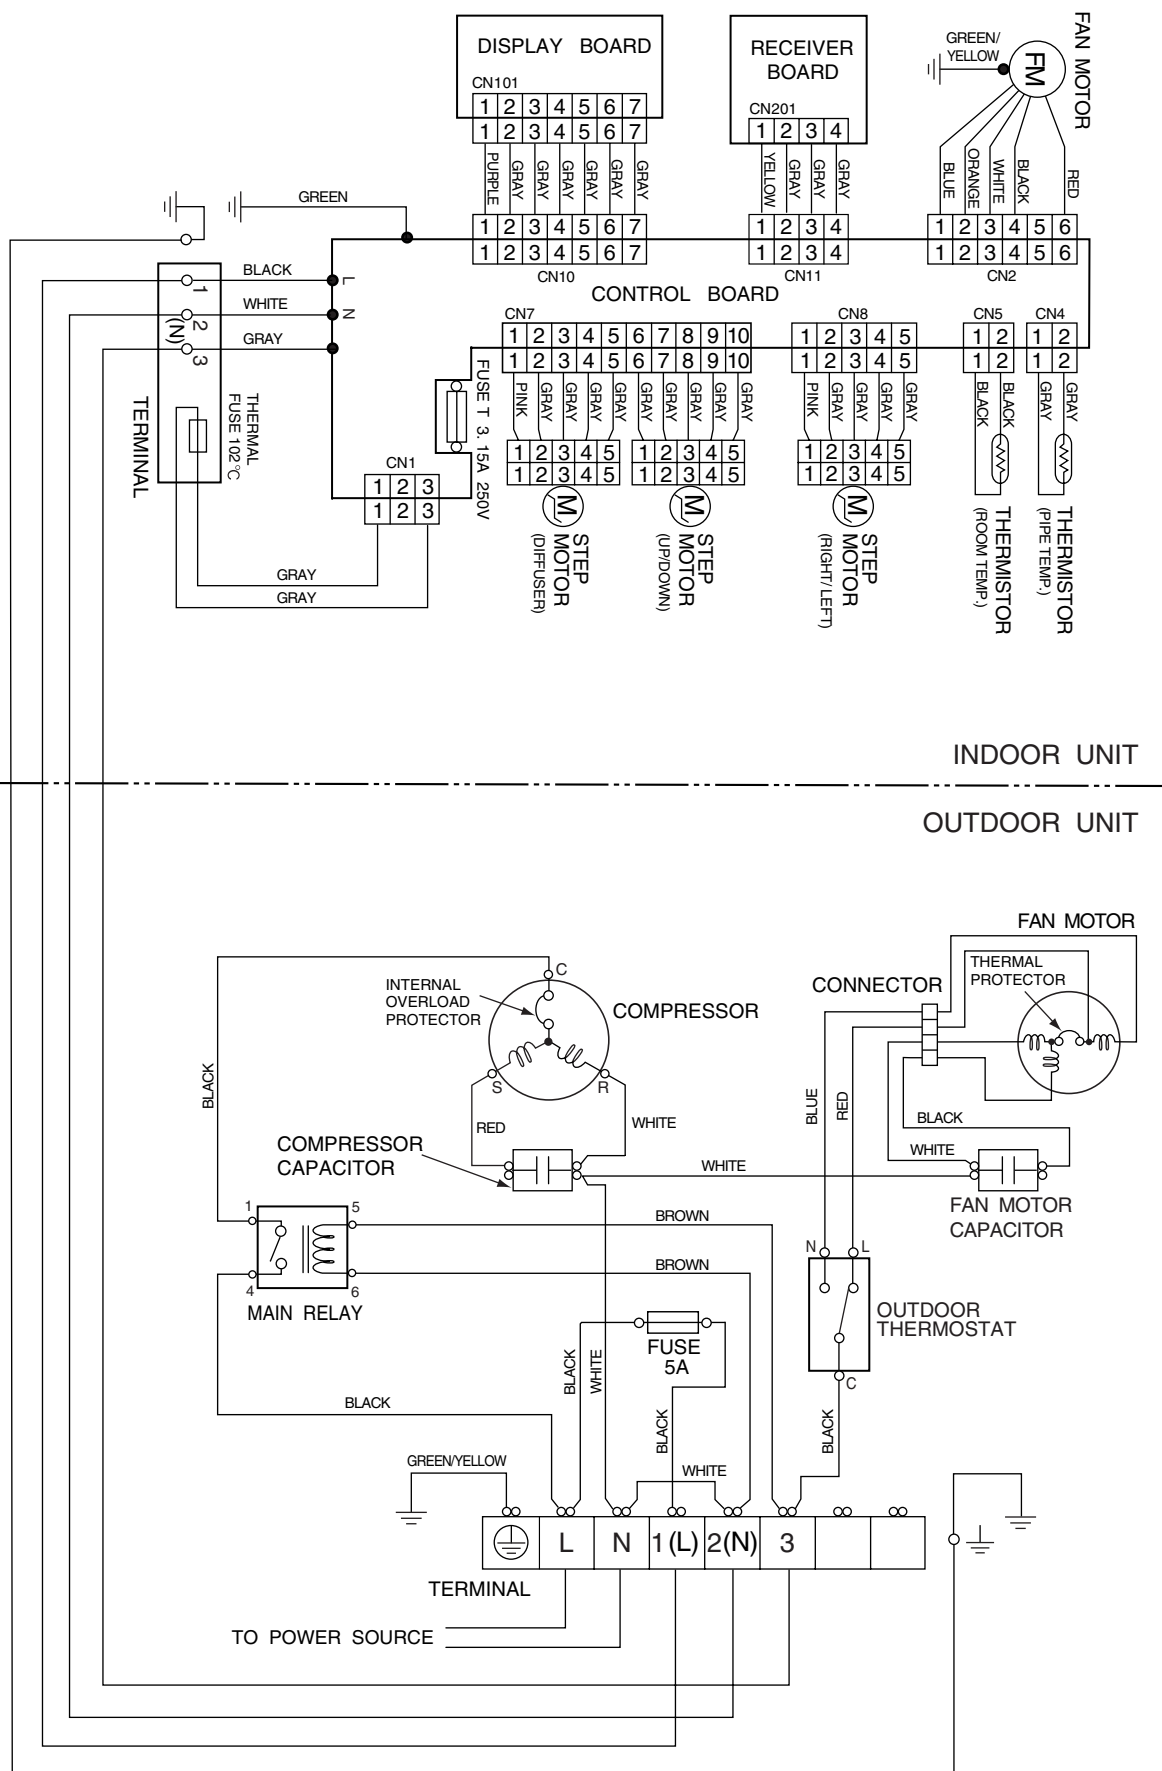 DISPLAY BOARD
CN101
1 2 3 4 5 6 7
1 2 3 4 5 6 7
PURPLE GRAY GRAY GRAY GRAY GRAY GRAY
1 2 3 4 5 6 7
1 2 3 4 5 6 7
CN10
RECEIVER
BOARD
CN201
1 2 3 4
1 2 3 4
YELLOW GRAY GRAY GRAY
1 2 3 4
1 2 3 4
CN11
FAN MOTOR
GREEN/
YELLOW
FM
BLUE ORANGE WHITE BLACK RED
1 2 3 4 5 6
1 2 3 4 5 6
CN2
GREEN
BLACK
L
WHITE
N
GRAY
1
2
(N)
3
TERMINAL
THERMAL
FUSE 102℃
CONTROL BOARD
FUSE T 3. 15A 250V
CN1
1 2 3
1 2 3
GRAY
GRAY
CN7
1 2 3 4 5 6 7 8 9 10
1 2 3 4 5 6 7 8 9 10
PINK GRAY GRAY GRAY GRAY GRAY GRAY GRAY GRAY GRAY
1 2 3 4 5
1 2 3 4 5
M
STEP
MOTOR
(DIFFUSER)
1 2 3 4 5
1 2 3 4 5
M
STEP
MOTOR
(UP/DOWN)
CN8
1 2 3 4 5
1 2 3 4 5
PINK GRAY GRAY GRAY GRAY
1 2 3 4 5
1 2 3 4 5
M
STEP
MOTOR
(RIGHT/ LEFT)
CN5
1 2
1 2
BLACK BLACK
THERMISTOR
(ROOM TEMP.)
CN4
1 2
1 2
GRAY GRAY
THERMISTOR
(PIPE TEMP.)
INDOOR UNIT
OUTDOOR UNIT
FAN MOTOR
THERMAL
PROTECTOR
CONNECTOR
C
INTERNAL
OVERLOAD
PROTECTOR
COMPRESSOR
S
R
BLACK
RED
WHITE
COMPRESSOR
CAPACITOR
WHITE
BLUE
RED
BLACK
WHITE
FAN MOTOR
CAPACITOR
1
5
BROWN
BROWN
4
6
MAIN RELAY
N
L
OUTDOOR
THERMOSTAT
C
FUSE
5A
BLACK
WHITE
BLACK
BLACK
BLACK
GREEN/YELLOW
WHITE
L N 1(L) 2(N) 3
TERMINAL
TO POWER SOURCE